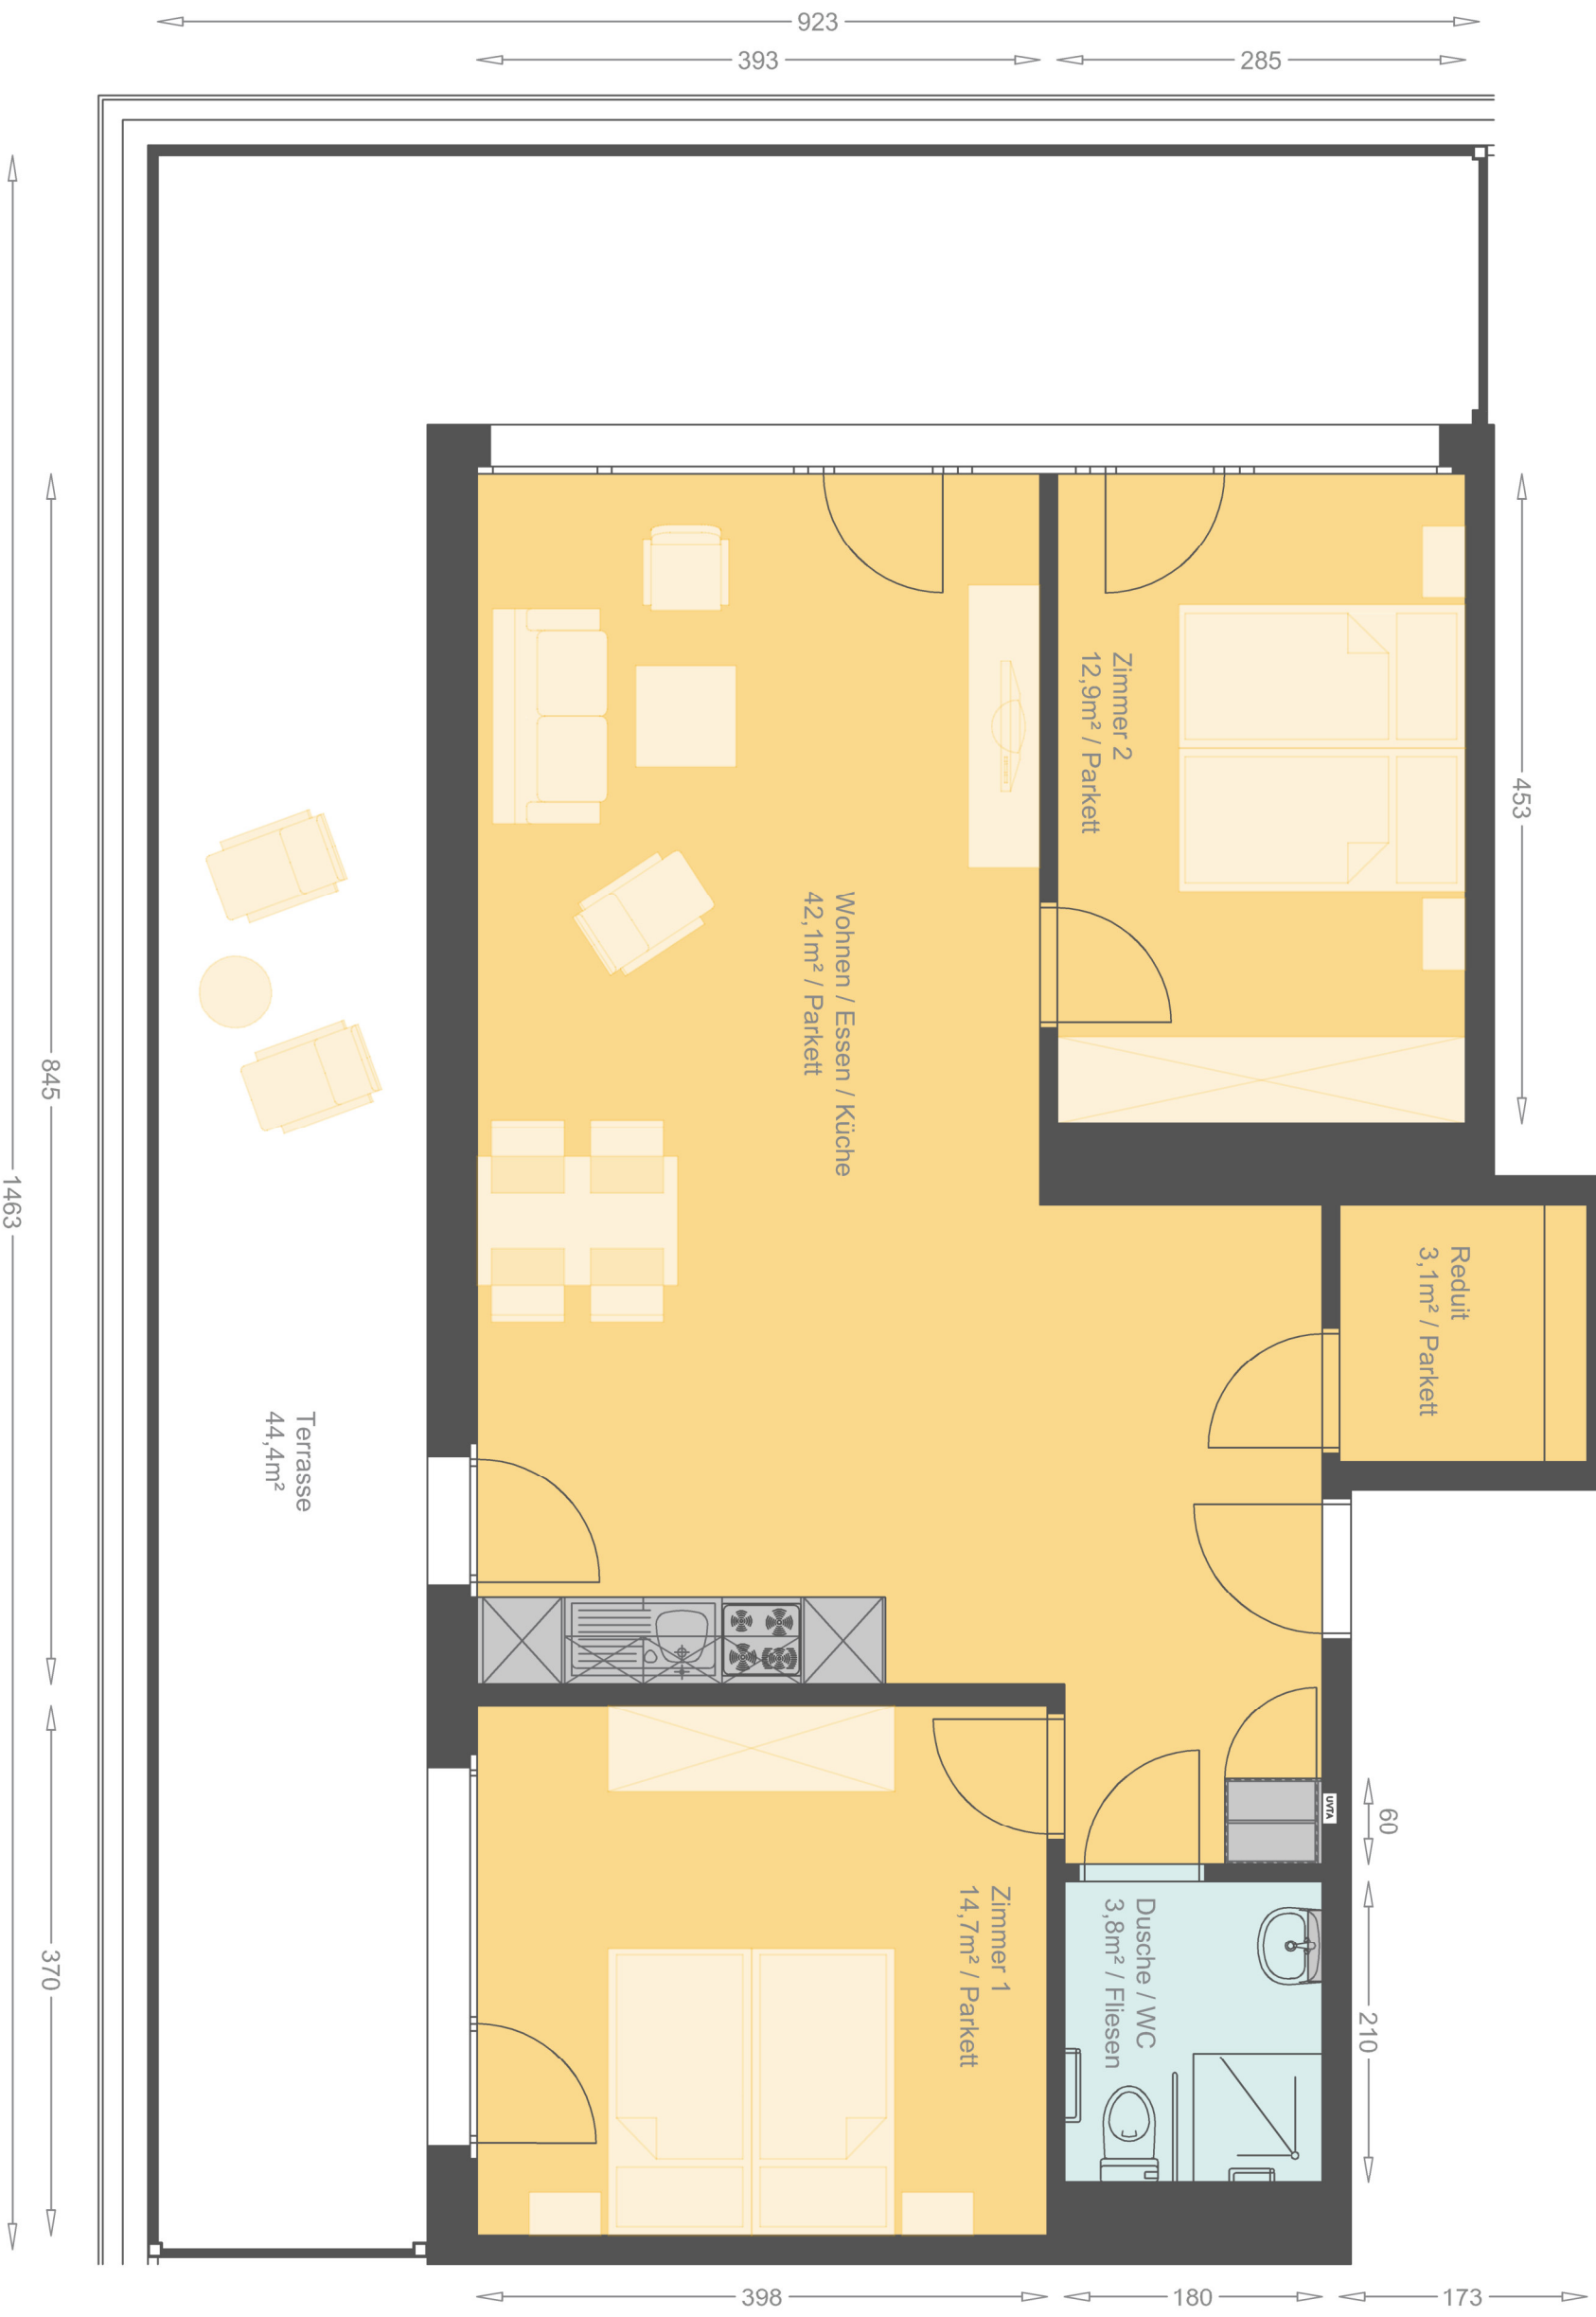 923
393
285
453
Zimmer 2
12,9m² / Parkett
Wohnen / Essen / Küche
42,1m² / Parkett
Reduit
3,1m² / Parkett
Terrasse
44,4m²
845
1463
370
UVTA
60
210
Dusche / WC
3,8m² / Fliesen
Zimmer 1
14,7m² / Parkett
398
180
173